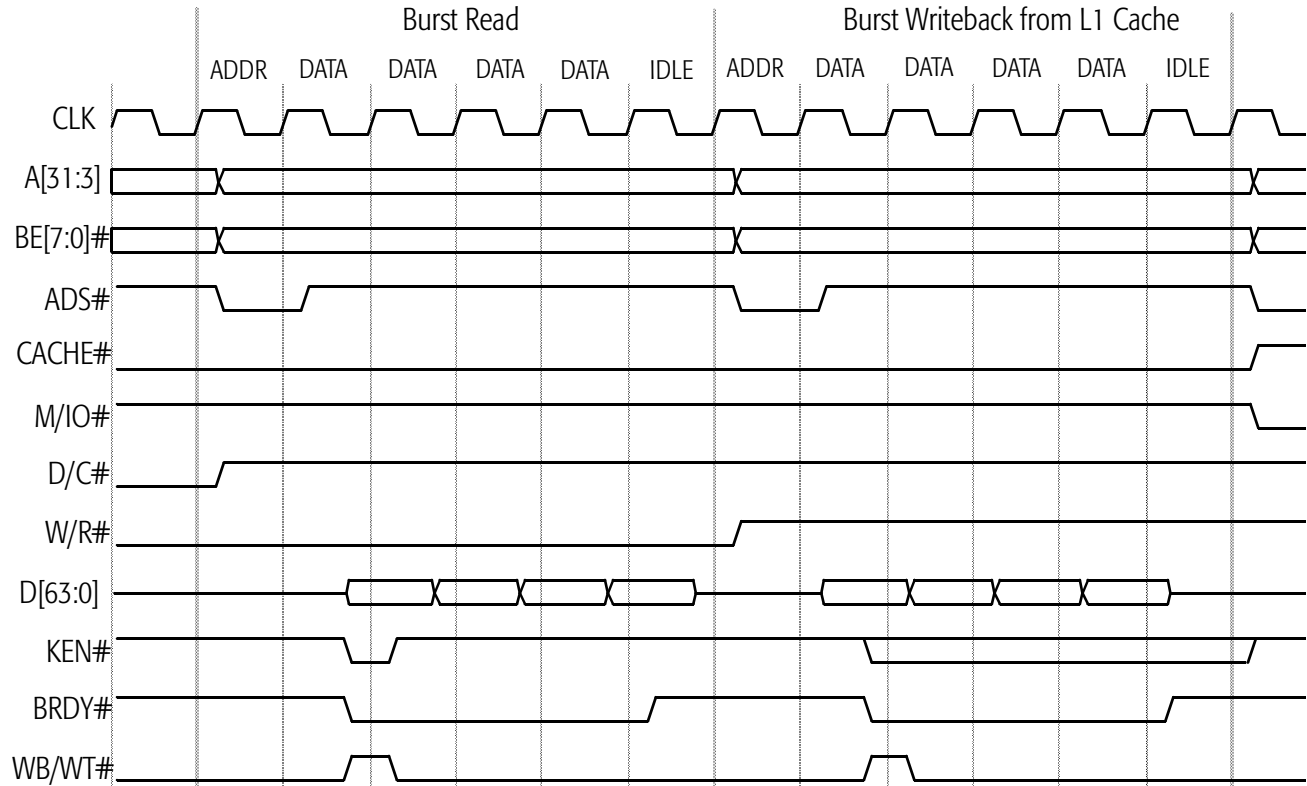 Burst Read Burst Writeback from L1 Cache
ADDR DATA DATA DATA DATA IDLE ADDR DATA DATA DATA DATA IDLE
CLK
A[31:3]
BE[7:0]#
ADS#
CACHE#
M/IO#
D/C#
W/R#
D[63:0]
KEN#
BRDY#
WB/WT#